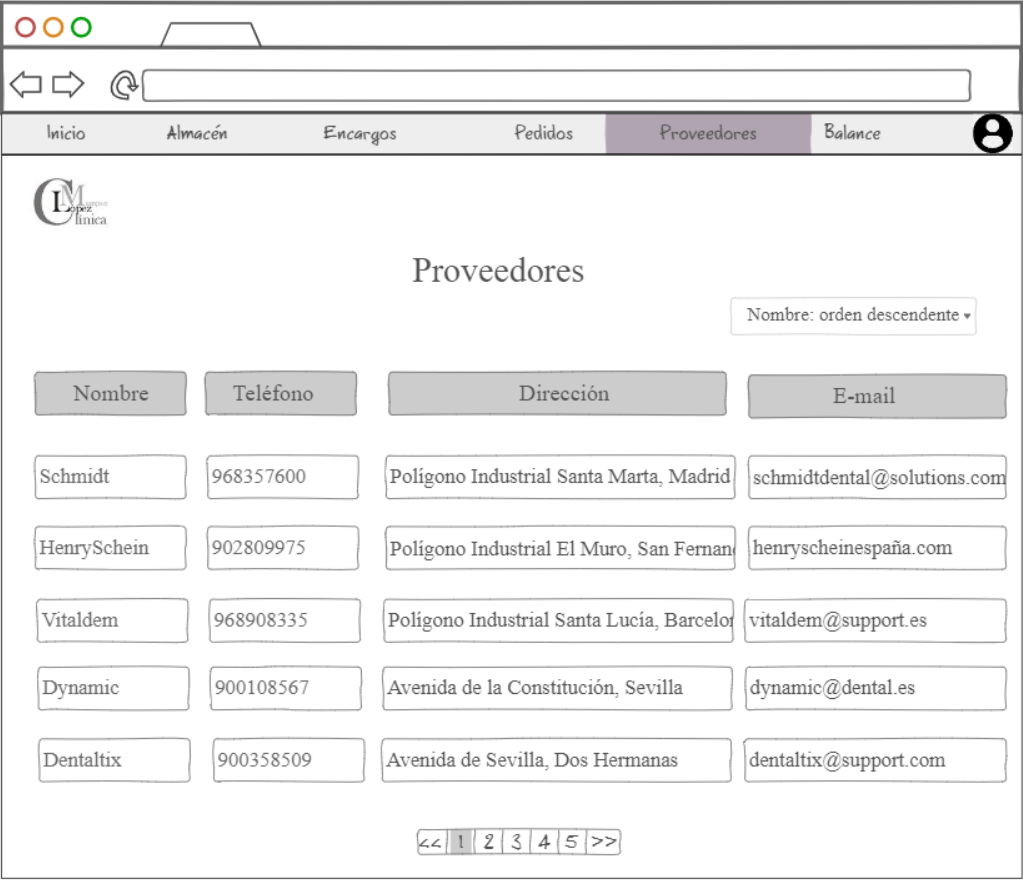 Inicio Almacén Encargos Pedidos Proveedores Balance
CLM
López
Clínica
Proveedores
Nombre: orden descendente
Nombre Teléfono Dirección E-mail
Schmidt 968357600 Polígono Industrial Santa Marta, Madrid schmidtdental@solutions.com
HenrySchein 902809975 Polígono Industrial El Muro, San Fernan henryscheinespaña.com
Vitaldem 968908335 Polígono Industrial Santa Lucía, Barcelon vitaldem@support.es
Dynamic 900108567 Avenida de la Constitución, Sevilla dynamic@dental.es
Dentaltix 900358509 Avenida de Sevilla, Dos Hermanas dentaltix@support.com
<< 1 2 3 4 5 >>